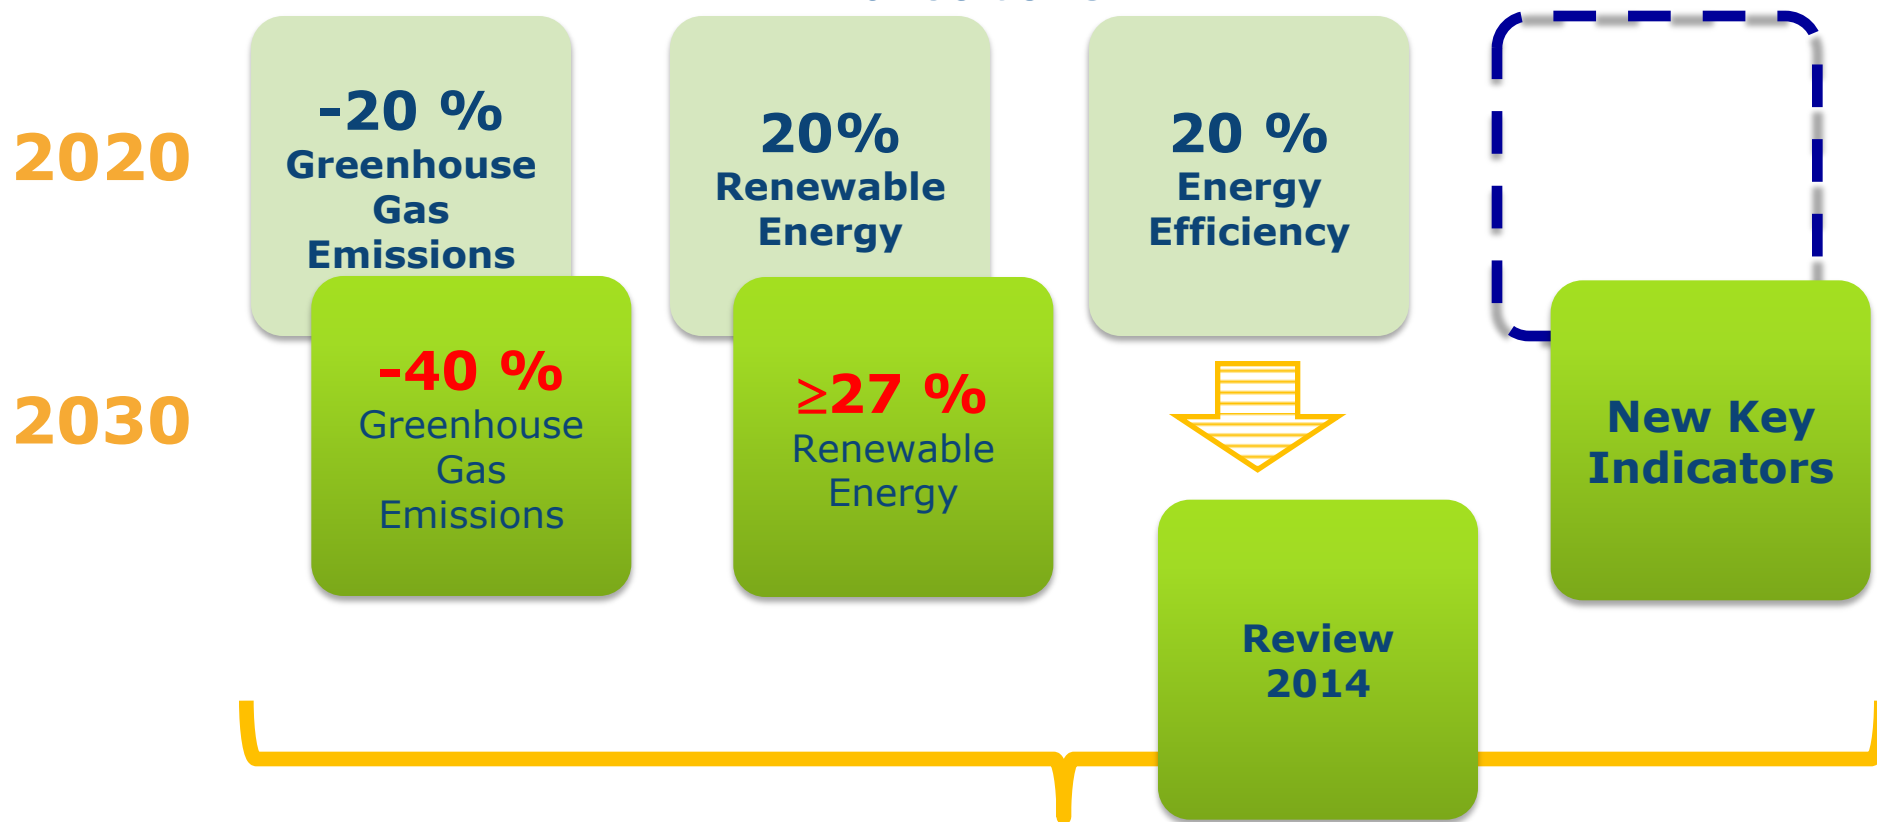 2020
-20 %
Greenhouse
Gas
Emissions
20%
Renewable
Energy
20 %
Energy
Efficiency
2030
-40 %
Greenhouse
Gas
Emissions
≥27 %
Renewable
Energy
New Key
Indicators
Review
2014